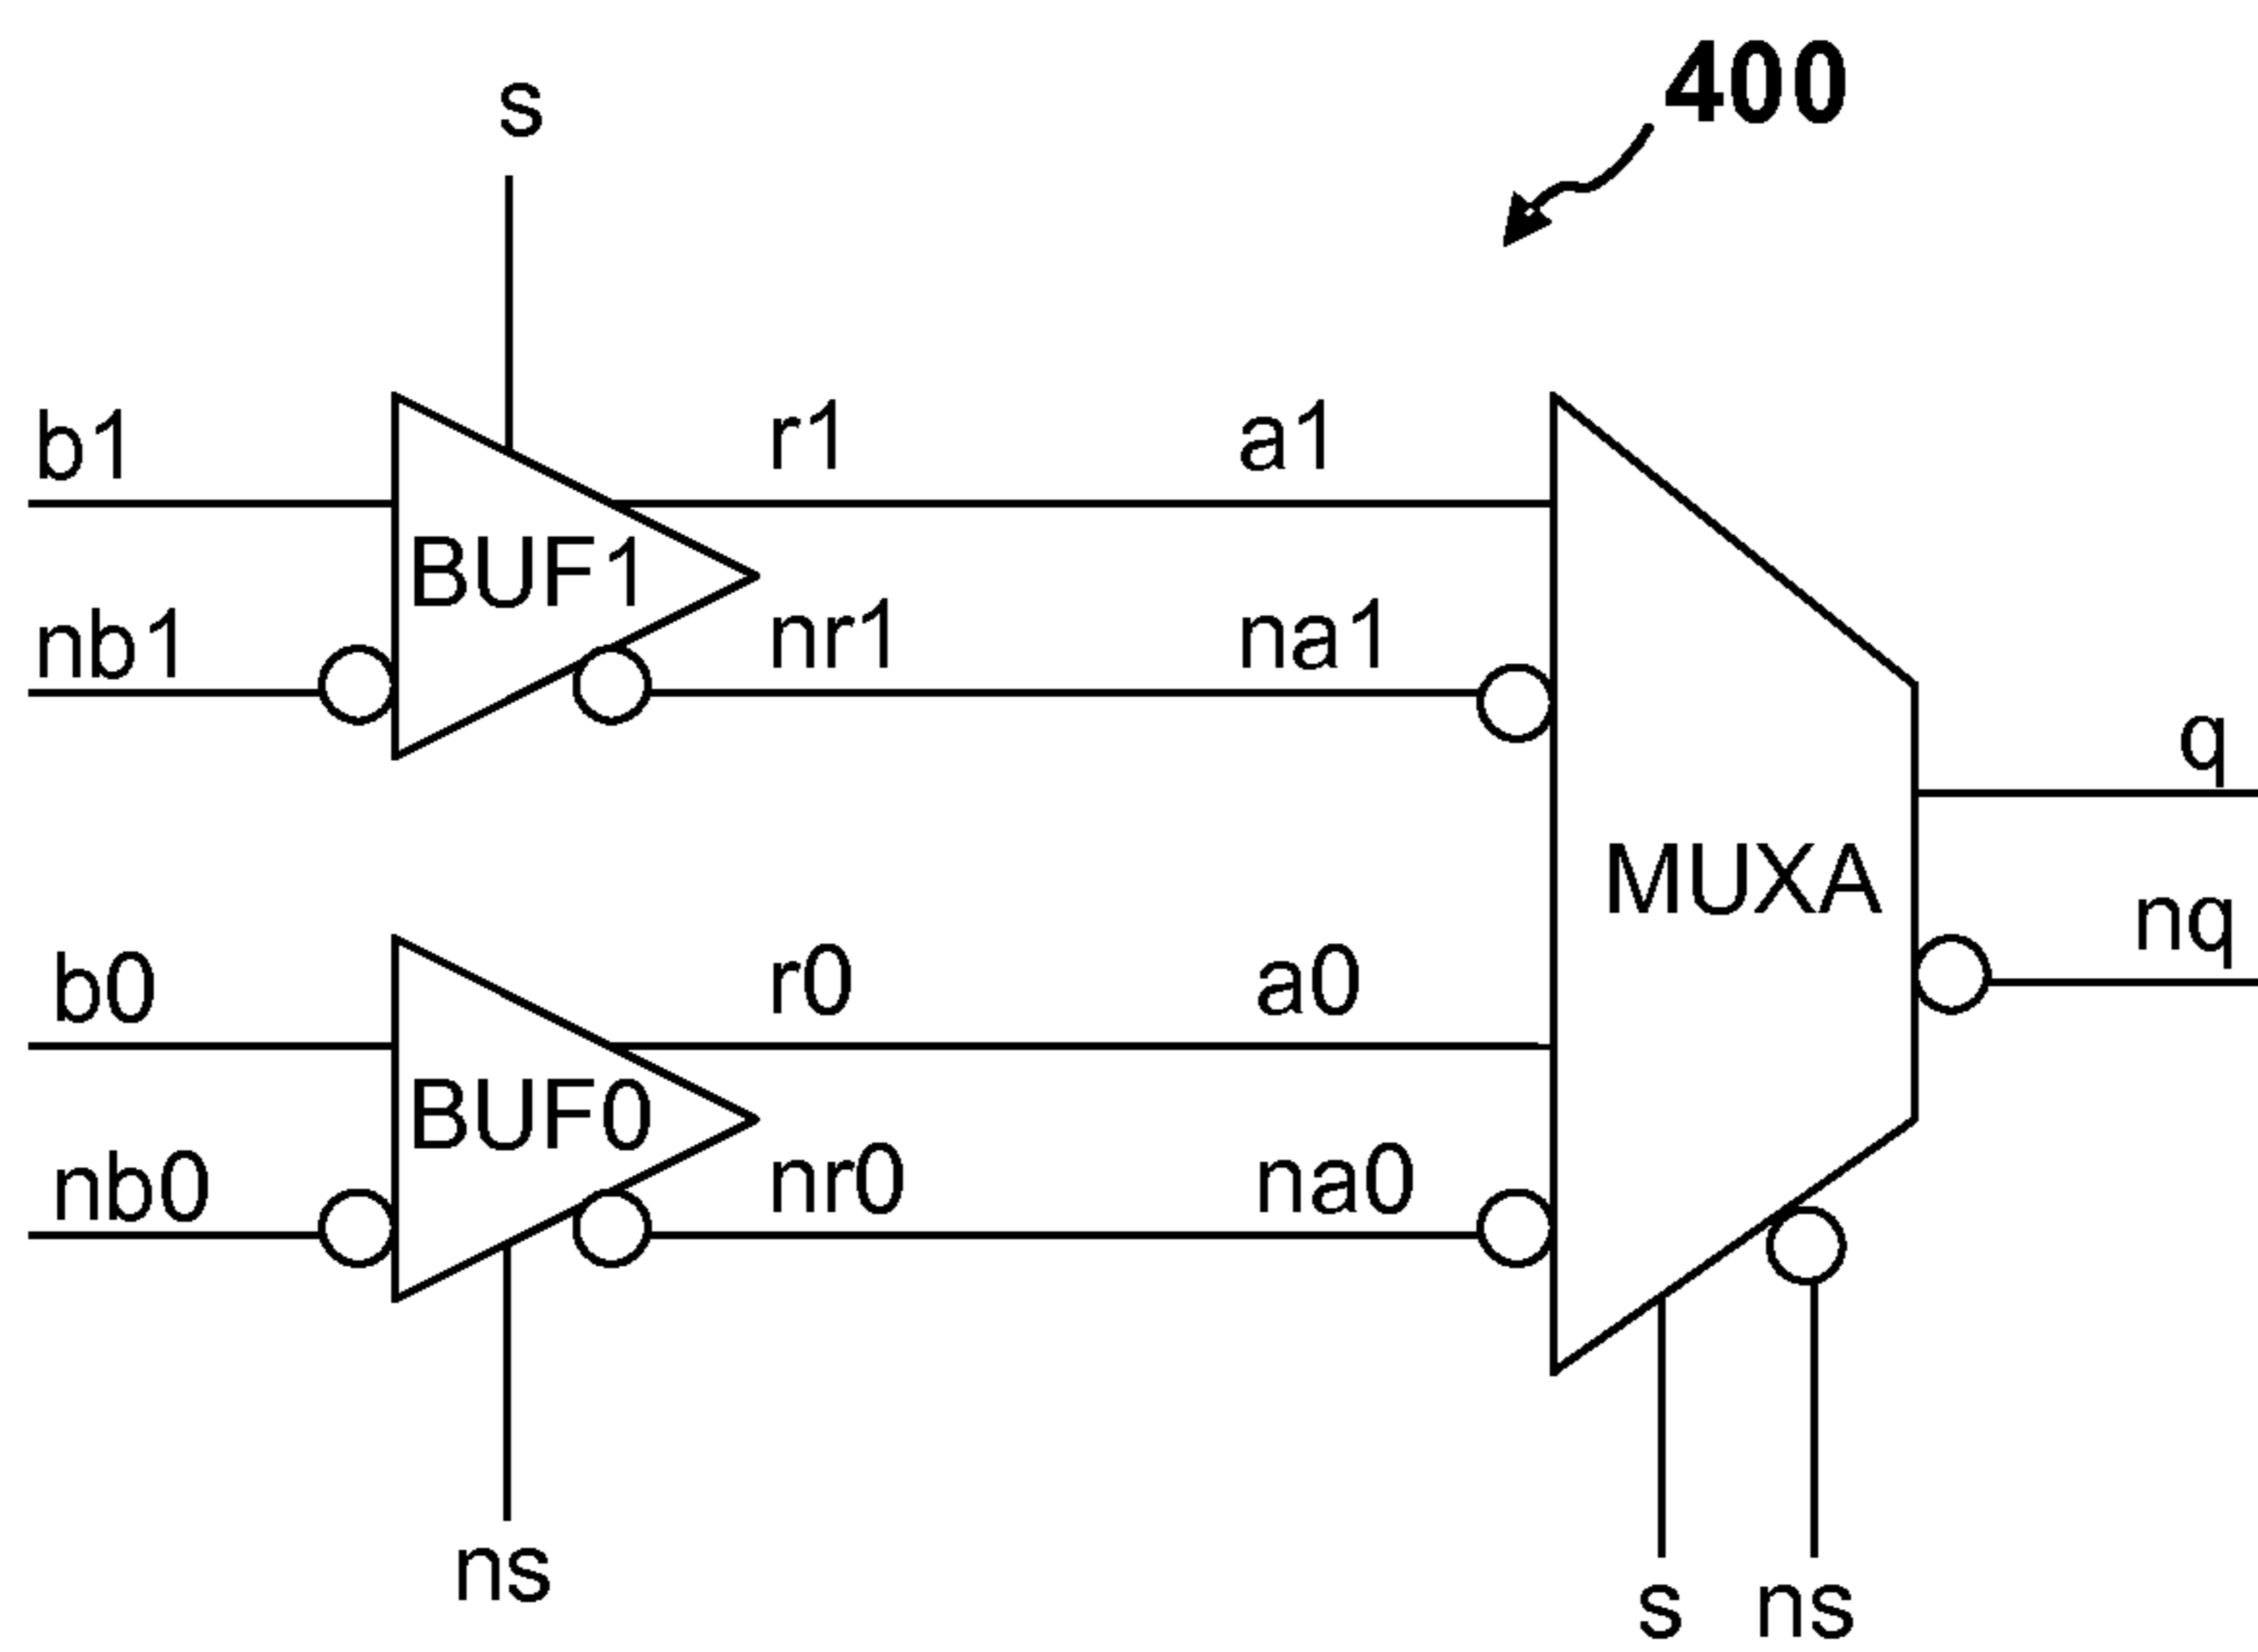 400
s
b1 r1 a1
BUF1
nb1 nr1 na1
q
MUXA
nq
b0 r0 a0
BUF0
nb0 nr0 na0
ns
s ns